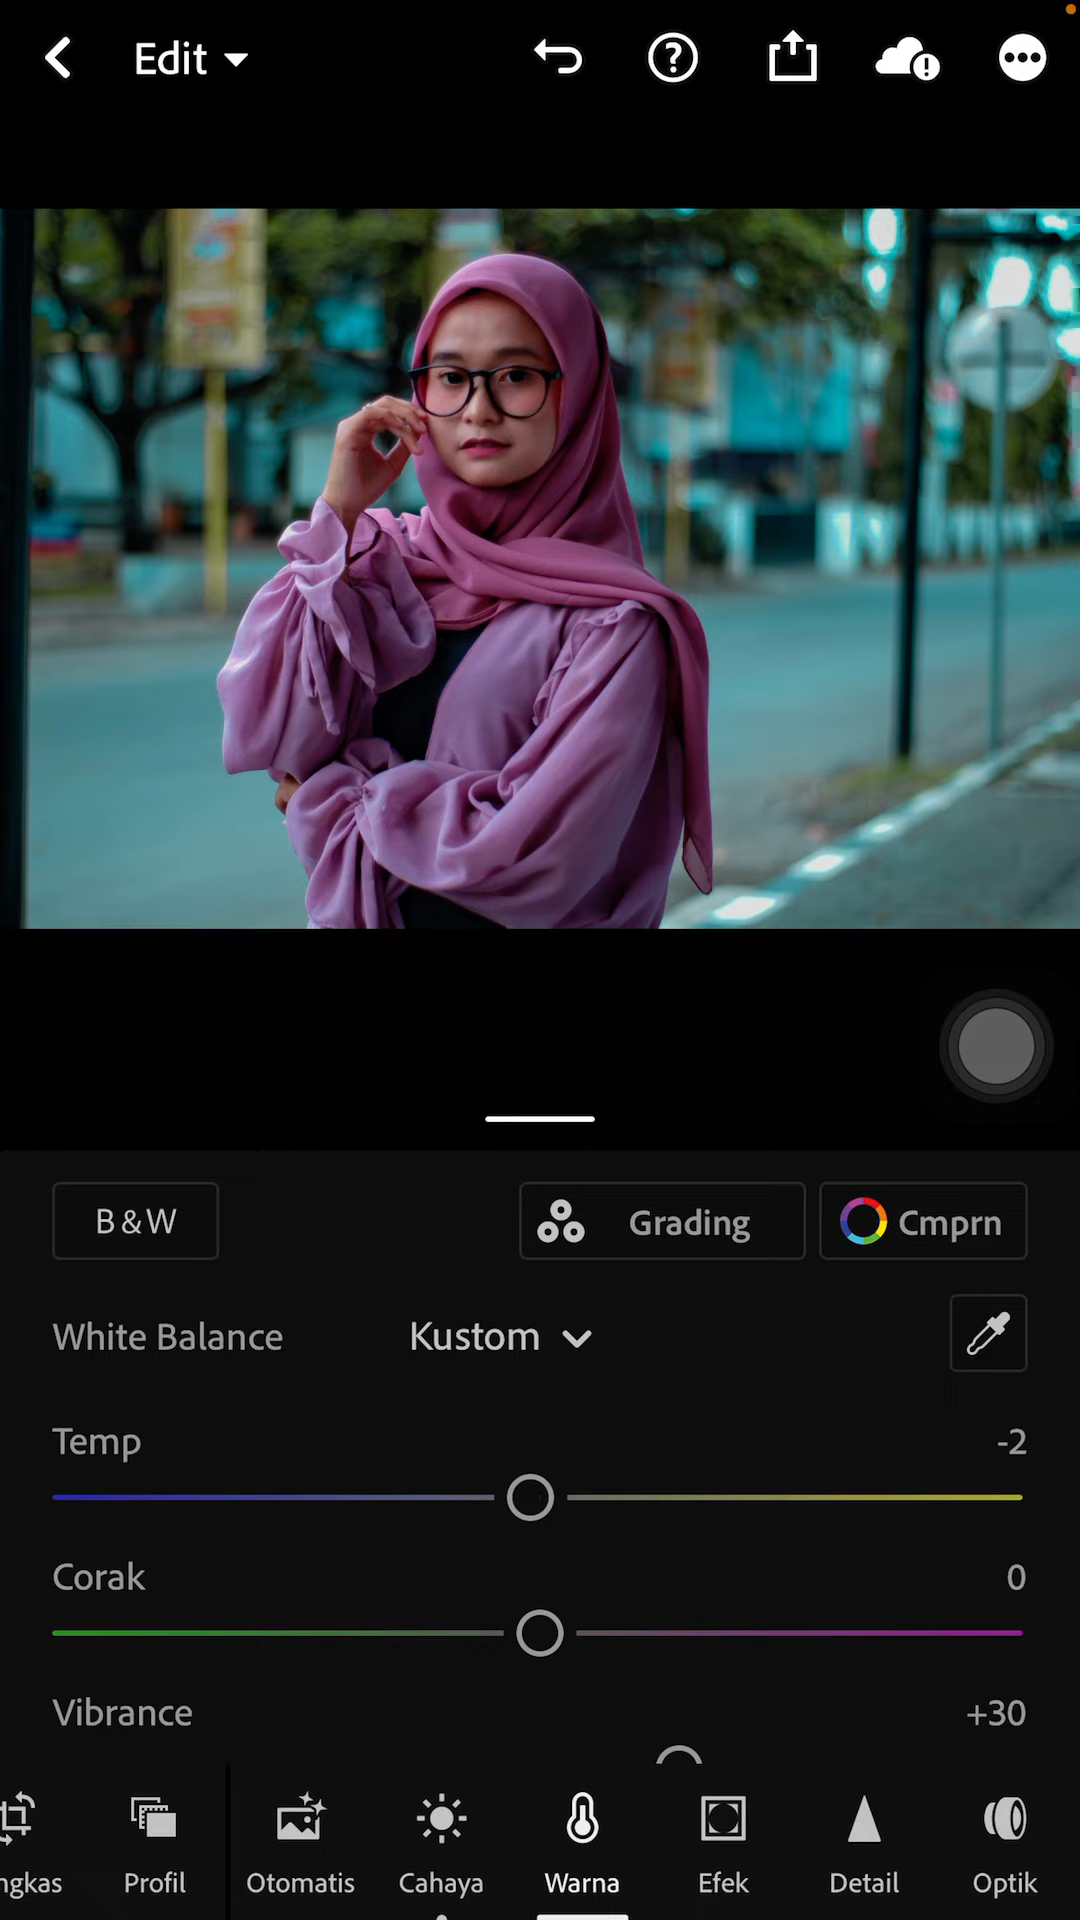 Edit
B&W
Grading
Cmprn
White Balance
Kustom
Temp
-2
Corak
0
Vibrance
+30
ngkas
Profil
Otomatis
Cahaya
Warna
Efek
Detail
Optik